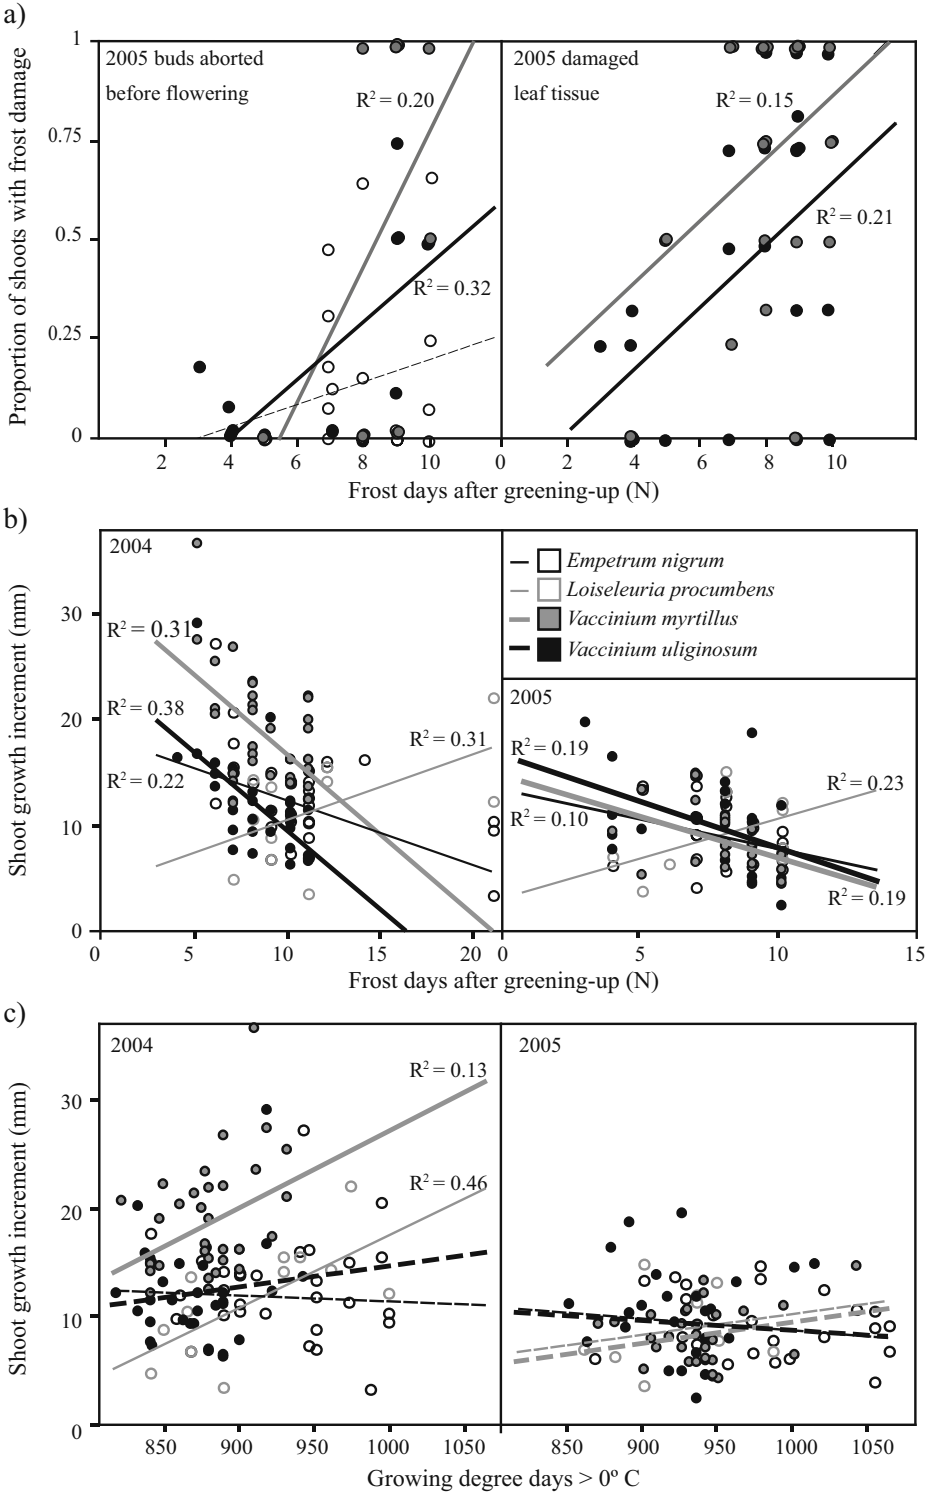 a)
Proportion of shoots with frost damage
1
0.75
0.5
0.25
0
2005 buds aborted
before flowering
R² = 0.20
R² = 0.32
2005 damaged
leaf tissue
R² = 0.15
R² = 0.21
2 4 6 8 10 0 2 4 6 8 10
Frost days after greening-up (N)
b)
Shoot growth increment (mm)
30
20
10
0
2004
R² = 0.31
R² = 0.38
R² = 0.22
R² = 0.31
Empetrum nigrum
Loiseleuria procumbens
Vaccinium myrtillus
Vaccinium uliginosum
2005
R² = 0.19
R² = 0.10
R² = 0.23
R² = 0.19
0 5 10 15 20 0 5 10 15
Frost days after greening-up (N)
c)
Shoot growth increment (mm)
30
20
10
0
2004
R² = 0.13
R² = 0.46
2005
850 900 950 1000 1050 850 900 950 1000 1050
Growing degree days > 0º C